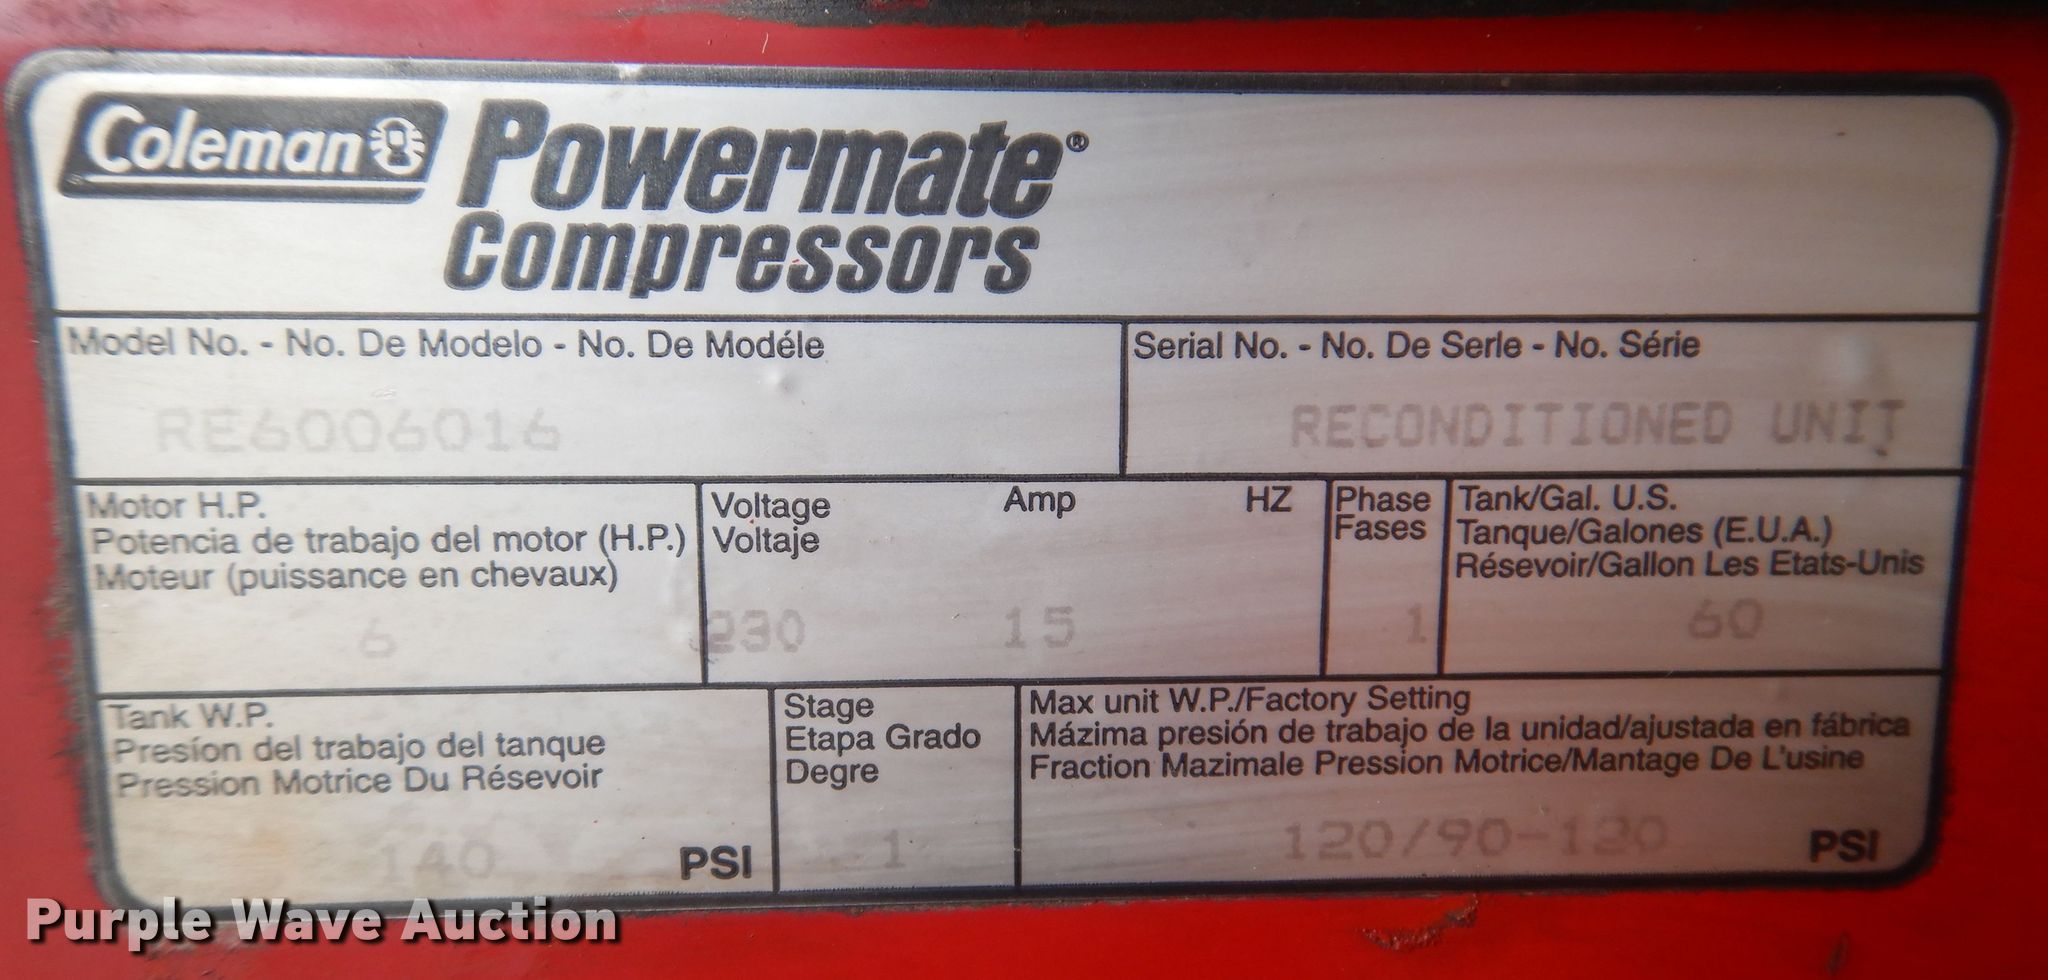 Coleman
Powermate®
Compressors
Model No. - No. De Modelo - No. De Modéle
RE6006016
Serial No. - No. De Serle - No. Série
RECONDITIONED UNIT
Motor H.P.
Potencia de trabajo del motor (H.P.)
Moteur (puissance en chevaux)
6
Voltage Amp HZ
Voltaje
230 15
Phase
Fases
1
Tank/Gal. U.S.
Tanque/Galones (E.U.A.)
Résevoir/Gallon Les Etats-Unis
60
Tank W.P.
Presíon del trabajo del tanque
Pression Motrice Du Résevoir
140 PSI
Stage
Etapa Grado
Degre
1
Max unit W.P./Factory Setting
Mázima presión de trabajo de la unidad/ajustada en fábrica
Fraction Mazimale Pression Motrice/Mantage De L'usine
120/90-120 PSI
Purple Wave Auction